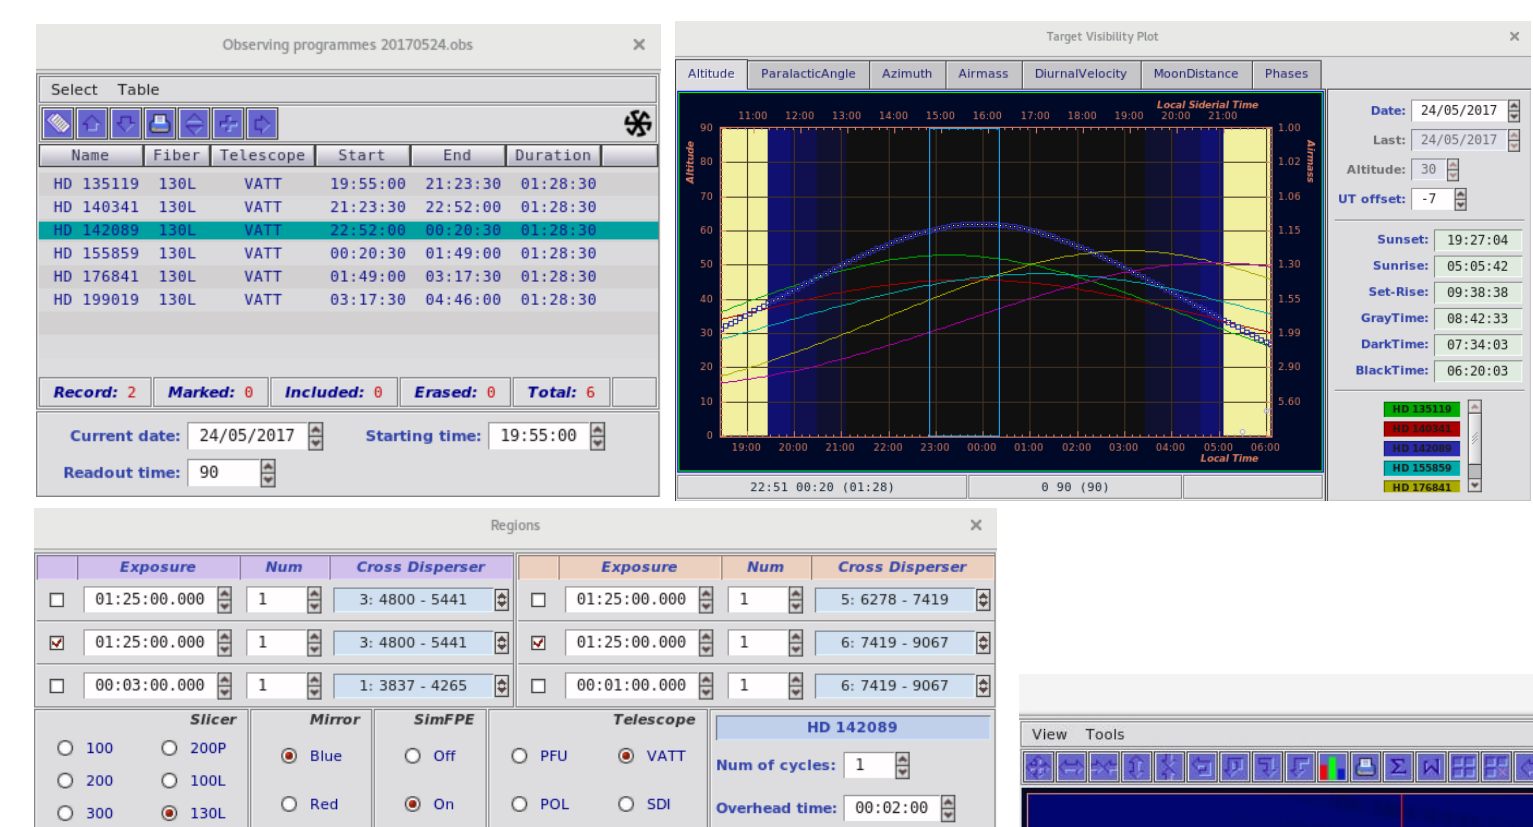 Observing programmes 20170524.obs
Select Table
Name Fiber Telescope Start End Duration
HD 135119 130L VATT 19:55:00 21:23:30 01:28:30
HD 140341 130L VATT 21:23:30 22:52:00 01:28:30
HD 142089 130L VATT 22:52:00 00:20:30 01:28:30
HD 155859 130L VATT 00:20:30 01:49:00 01:28:30
HD 176841 130L VATT 01:49:00 03:17:30 01:28:30
HD 199019 130L VATT 03:17:30 04:46:00 01:28:30
Record: 2 Marked: 0 Included: 0 Erased: 0 Total: 6
Current date: 24/05/2017 Starting time: 19:55:00
Readout time: 90
Target Visibility Plot
Altitude ParalacticAngle Azimuth Airmass DiurnalVelocity MoonDistance Phases
Local Siderial Time
11:00 12:00 13:00 14:00 15:00 16:00 17:00 18:00 19:00 20:00 21:00
90 1.00
80 1.02
70 1.06
60 1.15
50 1.30
40 1.55
30 1.99
20 2.90
10 5.60
0
Altitude
Airmass
19:00 20:00 21:00 22:00 23:00 00:00 01:00 02:00 03:00 04:00 05:00 06:00
Local Time
22:51 00:20 (01:28) 0 90 (90)
Date: 24/05/2017
Last: 24/05/2017
Altitude: 30
UT offset: -7
Sunset: 19:27:04
Sunrise: 05:05:42
Set-Rise: 09:38:38
GrayTime: 08:42:33
DarkTime: 07:34:03
BlackTime: 06:20:03
HD 135119
HD 140341
HD 142089
HD 155859
HD 176841
Regions
Exposure Num Cross Disperser Exposure Num Cross Disperser
01:25:00.000 1 3: 4800 - 5441 01:25:00.000 1 5: 6278 - 7419
01:25:00.000 1 3: 4800 - 5441 01:25:00.000 1 6: 7419 - 9067
00:03:00.000 1 1: 3837 - 4265 00:01:00.000 1 6: 7419 - 9067
Slicer Mirror SimFPE Telescope HD 142089
100 200P Blue Off PFU VATT Num of cycles: 1
200 100L
300 130L Red On POL SDI Overhead time: 00:02:00
View Tools